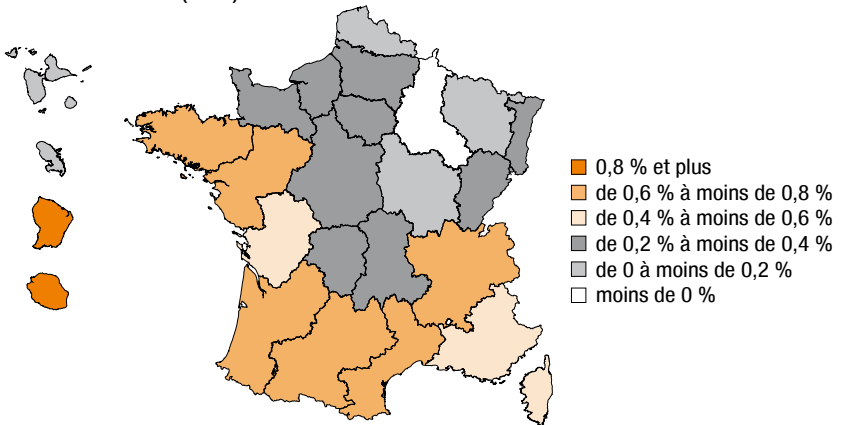 0,8 % et plus
de 0,6 % à moins de 0,8 %
de 0,4 % à moins de 0,6 %
de 0,2 % à moins de 0,4 %
de 0 à moins de 0,2 %
moins de 0 %